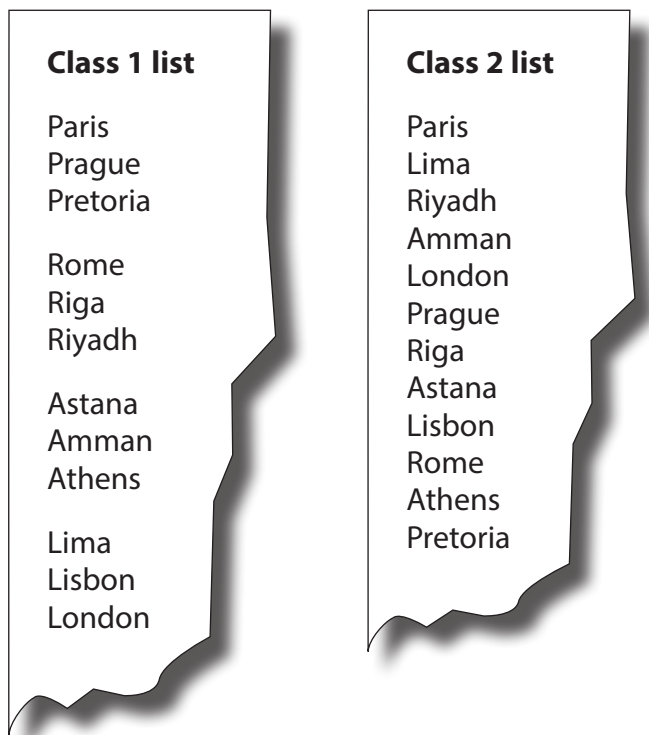 Class 1 list
Paris
Prague
Pretoria
Rome
Riga
Riyadh
Astana
Amman
Athens
Lima
Lisbon
London
Class 2 list
Paris
Lima
Riyadh
Amman
London
Prague
Riga
Astana
Lisbon
Rome
Athens
Pretoria